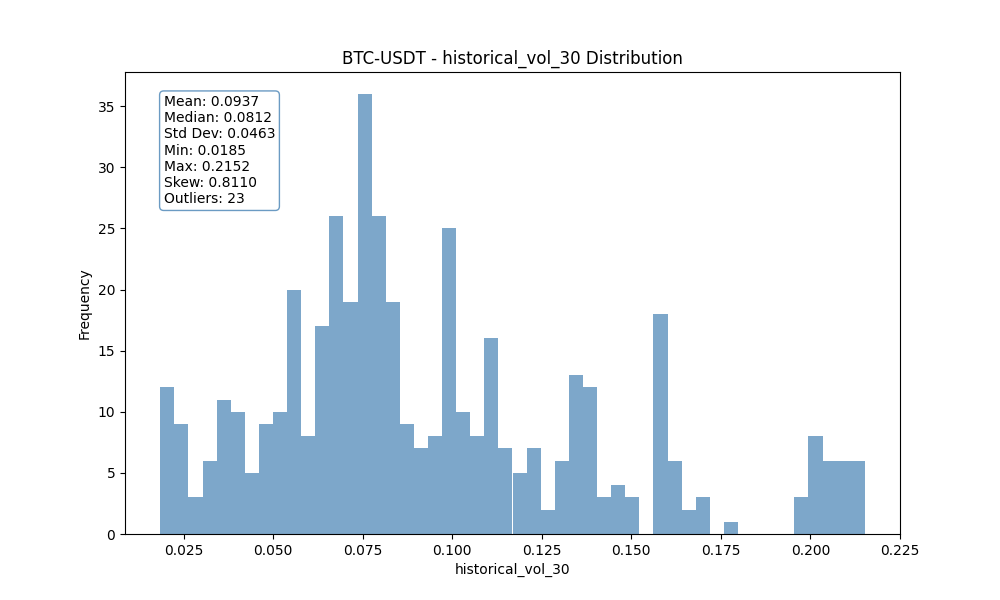 BTC-USDT - historical_vol_30 Distribution
Mean: 0.0937
Median: 0.0812
Std Dev: 0.0463
Min: 0.0185
Max: 0.2152
Skew: 0.8110
Outliers: 23
Frequency
35
30
25
20
15
10
5
0
0.025 0.050 0.075 0.100 0.125 0.150 0.175 0.200 0.225
historical_vol_30